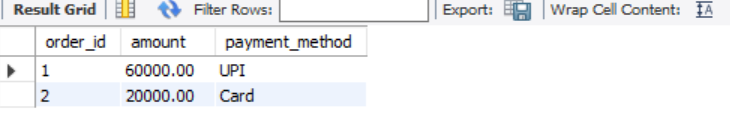 Result Grid Filter Rows: Export: Wrap Cell Content: IA
order_id amount payment_method
1 60000.00 UPI
2 20000.00 Card